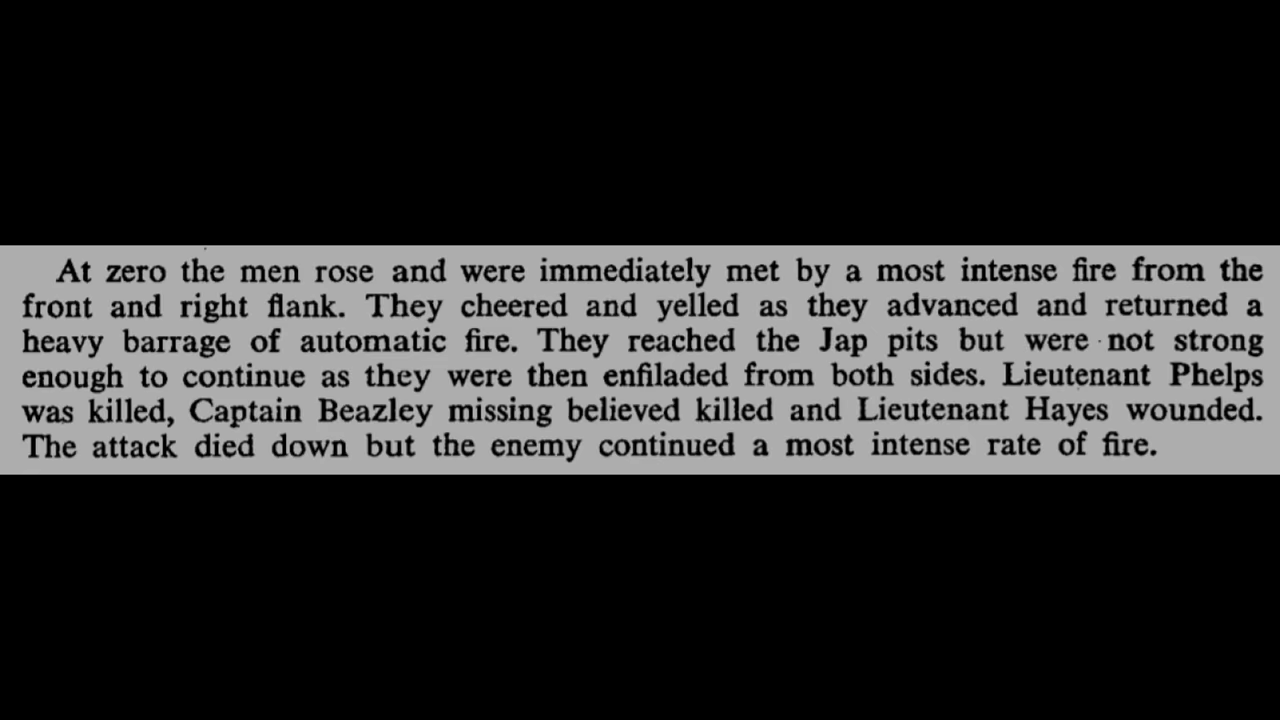 At zero the men rose and were immediately met by a most intense fire from the
front and right flank. They cheered and yelled as they advanced and returned a
heavy barrage of automatic fire. They reached the Jap pits but were not strong
enough to continue as they were then enfiladed from both sides. Lieutenant Phelps
was killed, Captain Beazley missing believed killed and Lieutenant Hayes wounded.
The attack died down but the enemy continued a most intense rate of fire.